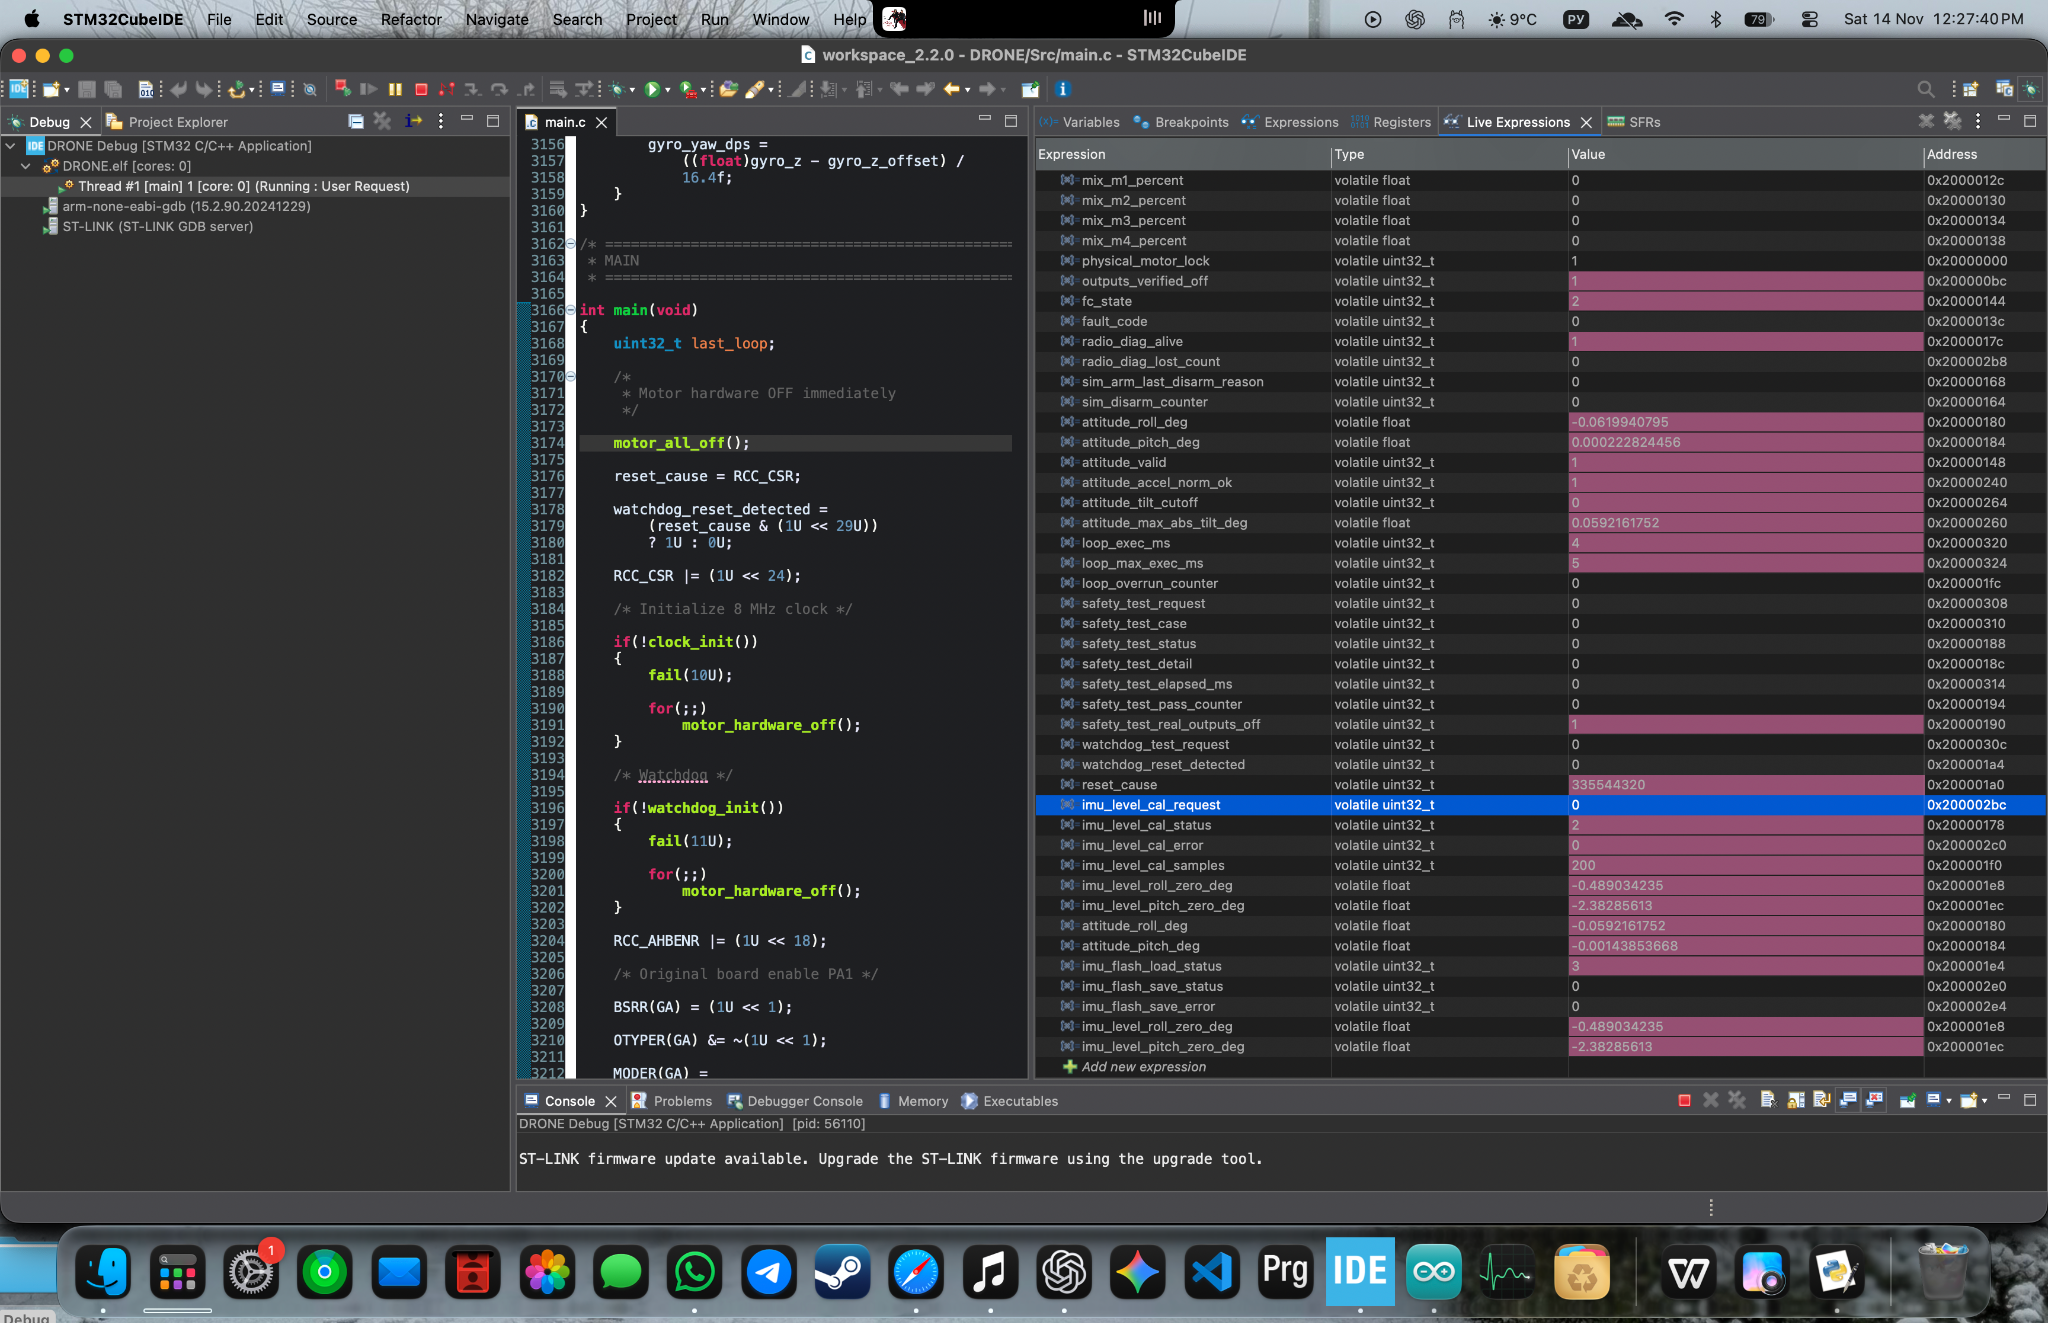 STM32CubeIDE File Edit Source Refactor Navigate Search Project Run Window Help 9°C РУ 79 Sat 14 Nov 12:27:40 PM
workspace_2.2.0 - DRONE/Src/main.c - STM32CubeIDE
Debug Project Explorer
IDE DRONE Debug [STM32 C/C++ Application]
DRONE.elf [cores: 0]
Thread #1 [main] 1 [core: 0] (Running : User Request)
arm-none-eabi-gdb (15.2.90.20241229)
ST-LINK (ST-LINK GDB server)
main.c
3156 gyro_yaw_dps =
3157 ((float)gyro_z - gyro_z_offset) /
3158 16.4f;
3159 }
3160 }
3161
3162 /* ================================================
3163 * MAIN
3164 * ================================================
3165
3166 int main(void)
3167 {
3168 uint32_t last_loop;
3169
3170 /*
3171 * Motor hardware OFF immediately
3172 */
3173
3174 motor_all_off();
3175
3176 reset_cause = RCC_CSR;
3177
3178 watchdog_reset_detected =
3179 (reset_cause & (1U << 29U))
3180 ? 1U : 0U;
3181
3182 RCC_CSR |= (1U << 24);
3183
3184 /* Initialize 8 MHz clock */
3185
3186 if(!clock_init())
3187 {
3188 fail(10U);
3189
3190 for(;;)
3191 motor_hardware_off();
3192 }
3193
3194 /* Watchdog */
3195
3196 if(!watchdog_init())
3197 {
3198 fail(11U);
3199
3200 for(;;)
3201 motor_hardware_off();
3202 }
3203
3204 RCC_AHBENR |= (1U << 18);
3205
3206 /* Original board enable PA1 */
3207
3208 BSRR(GA) = (1U << 1);
3209
3210 OTYPER(GA) &= ~(1U << 1);
3211
3212 MODER(GA) =
Variables Breakpoints Expressions Registers Live Expressions SFRs
Expression Type Value Address
mix_m1_percent volatile float 0 0x2000012c
mix_m2_percent volatile float 0 0x20000130
mix_m3_percent volatile float 0 0x20000134
mix_m4_percent volatile float 0 0x20000138
physical_motor_lock volatile uint32_t 1 0x20000000
outputs_verified_off volatile uint32_t 1 0x200000bc
fc_state volatile uint32_t 2 0x20000144
fault_code volatile uint32_t 0 0x2000013c
radio_diag_alive volatile uint32_t 1 0x2000017c
radio_diag_lost_count volatile uint32_t 0 0x200002b8
sim_arm_last_disarm_reason volatile uint32_t 0 0x20000168
sim_disarm_counter volatile uint32_t 0 0x20000164
attitude_roll_deg volatile float -0.0619940795 0x20000180
attitude_pitch_deg volatile float 0.000222824456 0x20000184
attitude_valid volatile uint32_t 1 0x20000148
attitude_accel_norm_ok volatile uint32_t 1 0x20000240
attitude_tilt_cutoff volatile uint32_t 0 0x20000264
attitude_max_abs_tilt_deg volatile float 0.0592161752 0x20000260
loop_exec_ms volatile uint32_t 4 0x20000320
loop_max_exec_ms volatile uint32_t 5 0x20000324
loop_overrun_counter volatile uint32_t 0 0x200001fc
safety_test_request volatile uint32_t 0 0x20000308
safety_test_case volatile uint32_t 0 0x20000310
safety_test_status volatile uint32_t 0 0x20000188
safety_test_detail volatile uint32_t 0 0x2000018c
safety_test_elapsed_ms volatile uint32_t 0 0x20000314
safety_test_pass_counter volatile uint32_t 0 0x20000194
safety_test_real_outputs_off volatile uint32_t 1 0x20000190
watchdog_test_request volatile uint32_t 0 0x2000030c
watchdog_reset_detected volatile uint32_t 0 0x200001a4
reset_cause volatile uint32_t 335544320 0x200001a0
imu_level_cal_request volatile uint32_t 0 0x200002bc
imu_level_cal_status volatile uint32_t 2 0x20000178
imu_level_cal_error volatile uint32_t 0 0x200002c0
imu_level_cal_samples volatile uint32_t 200 0x200001f0
imu_level_roll_zero_deg volatile float -0.489034235 0x200001e8
imu_level_pitch_zero_deg volatile float -2.38285613 0x200001ec
attitude_roll_deg volatile float -0.0592161752 0x20000180
attitude_pitch_deg volatile float -0.00143853668 0x20000184
imu_flash_load_status volatile uint32_t 3 0x200001e4
imu_flash_save_status volatile uint32_t 0 0x200002e0
imu_flash_save_error volatile uint32_t 0 0x200002e4
imu_level_roll_zero_deg volatile float -0.489034235 0x200001e8
imu_level_pitch_zero_deg volatile float -2.38285613 0x200001ec
Add new expression
Console Problems Debugger Console Memory Executables
DRONE Debug [STM32 C/C++ Application] [pid: 56110]
ST-LINK firmware update available. Upgrade the ST-LINK firmware using the upgrade tool.
1
Prg
IDE
Debug